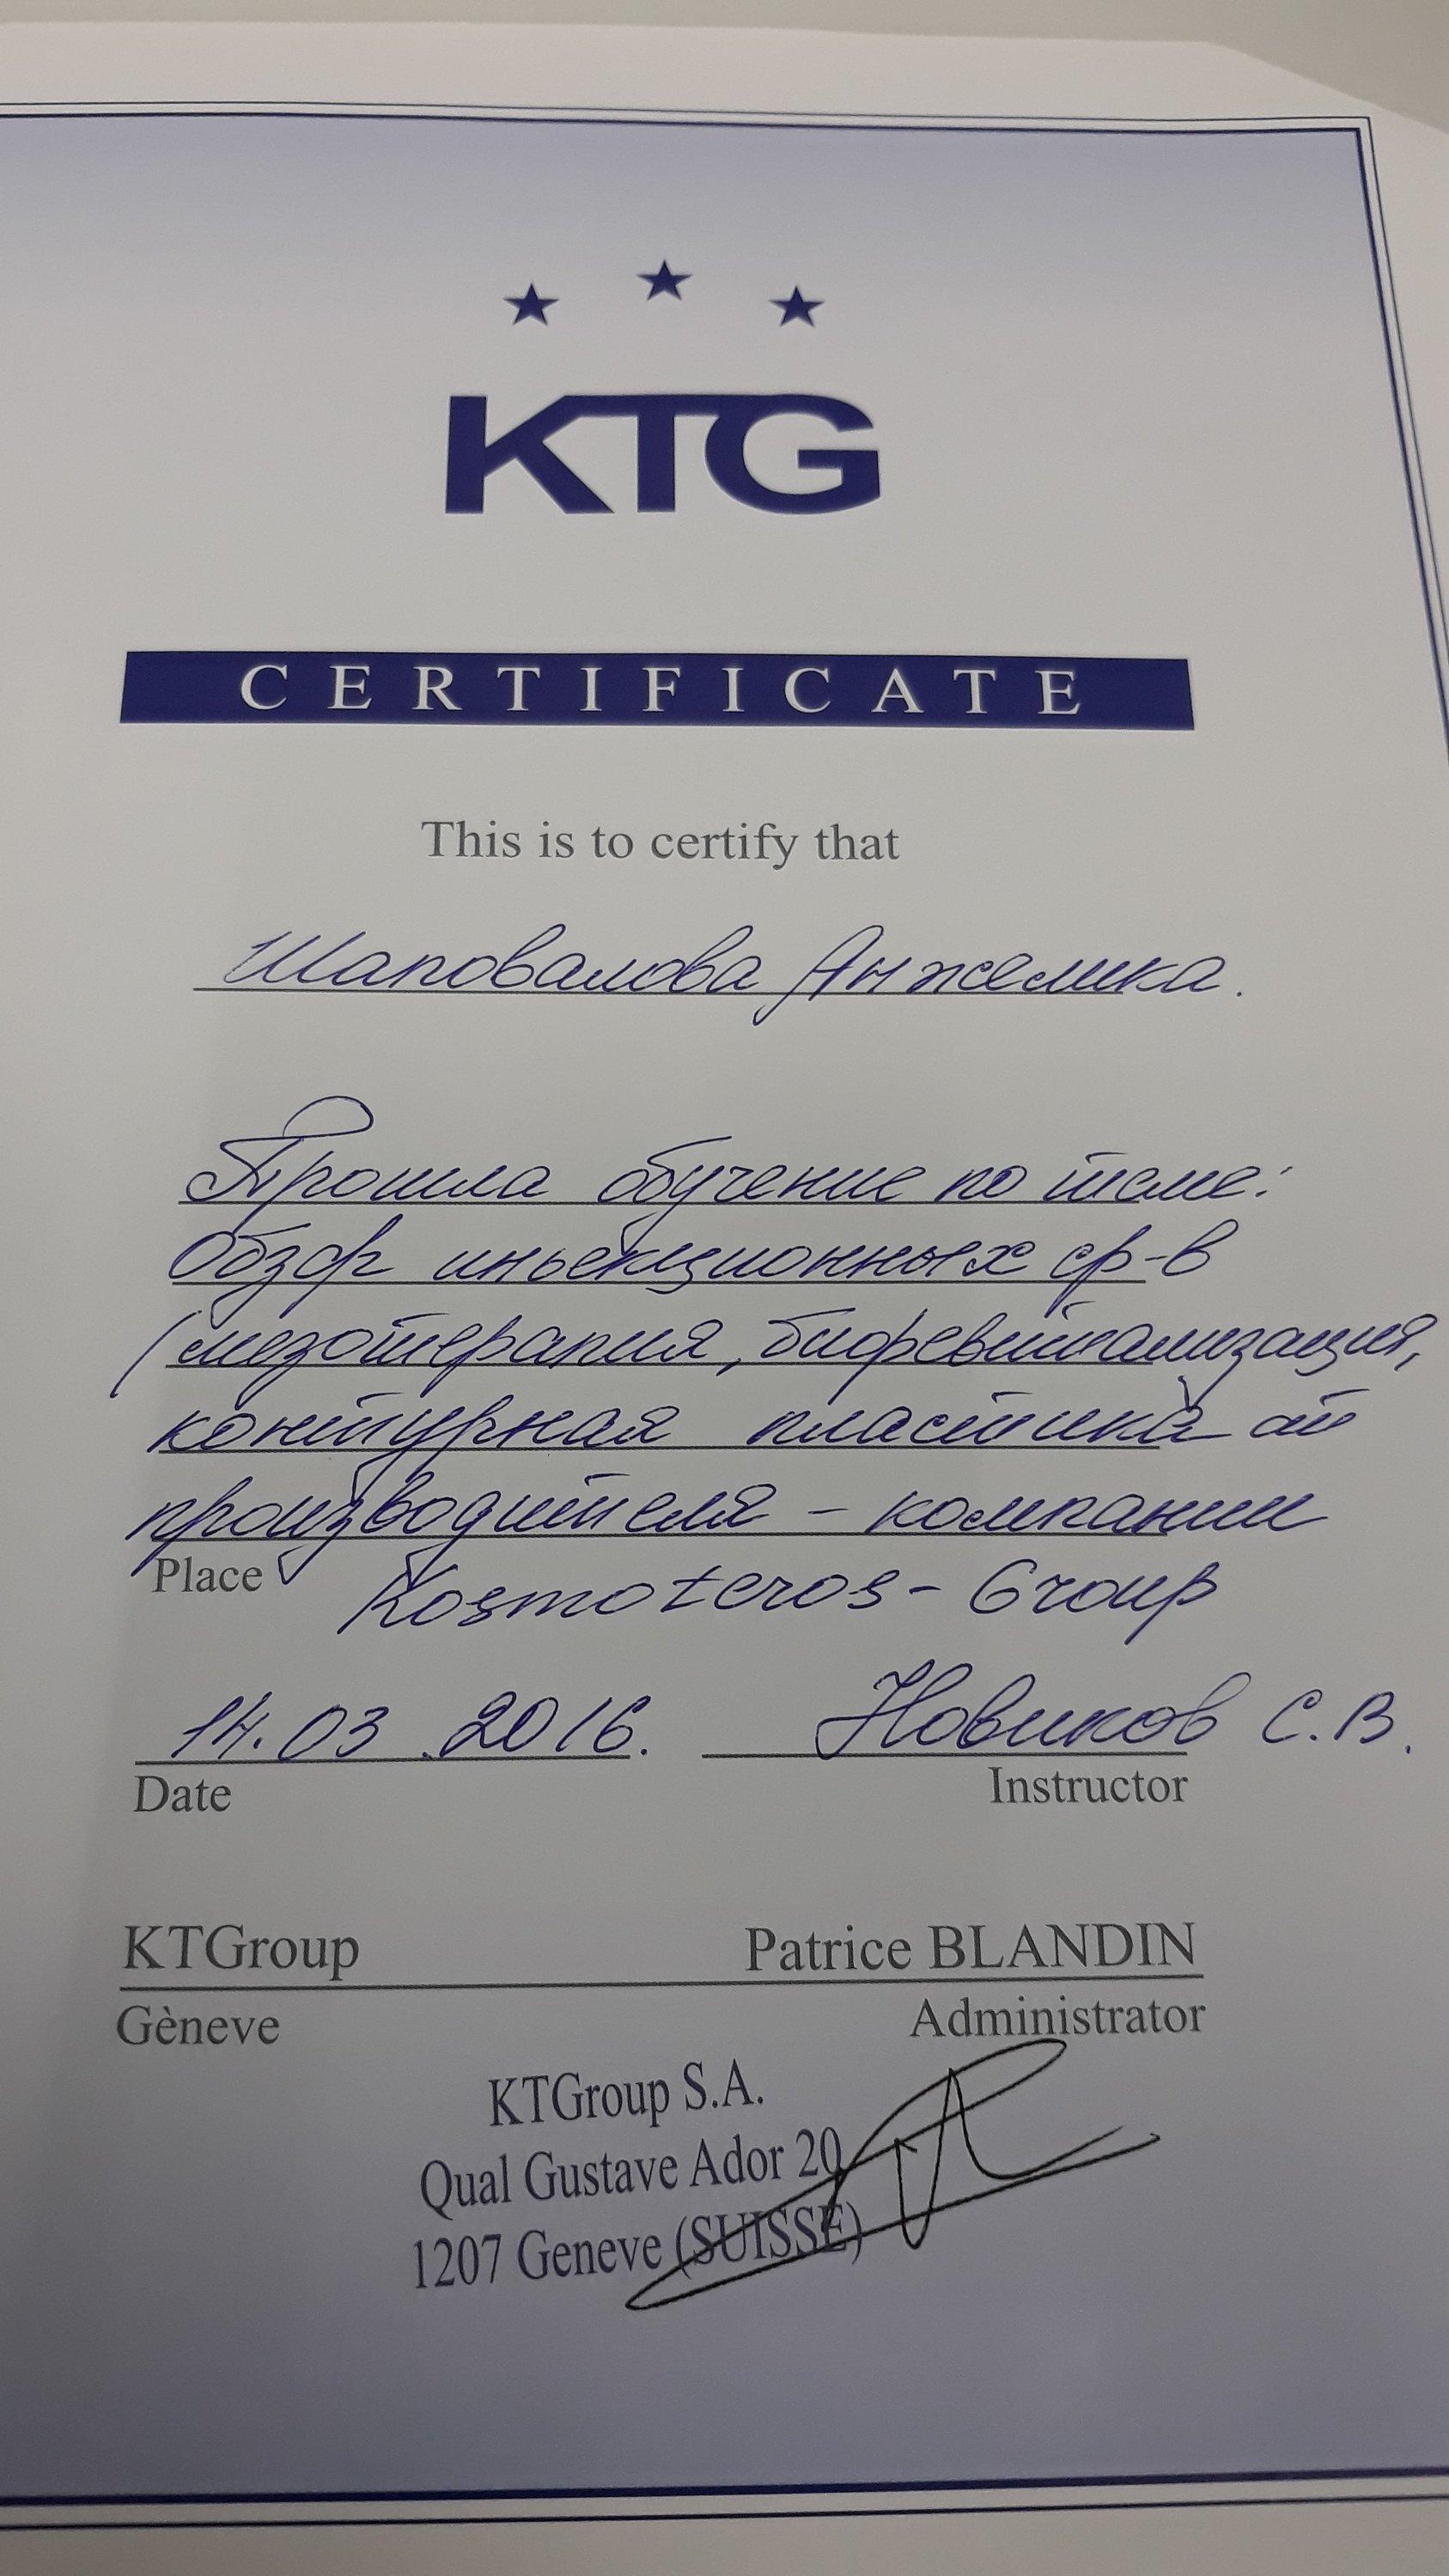 KTG
CERTIFICATE
This is to certify that
Шаповалова Анжелика.
Прошла обучение по теме:
Обзор иньекционных ср-в
(мезотерапия, биоревитализация,
контурная пластика от
производителя - компании
Place
Kosmoteros - Group
14.03.2016. Новиков С.В.
Date Instructor
KTGroup Patrice BLANDIN
Gèneve Administrator
KTGroup S.A.
Qual Gustave Ador 20
1207 Geneve (SUISSE)